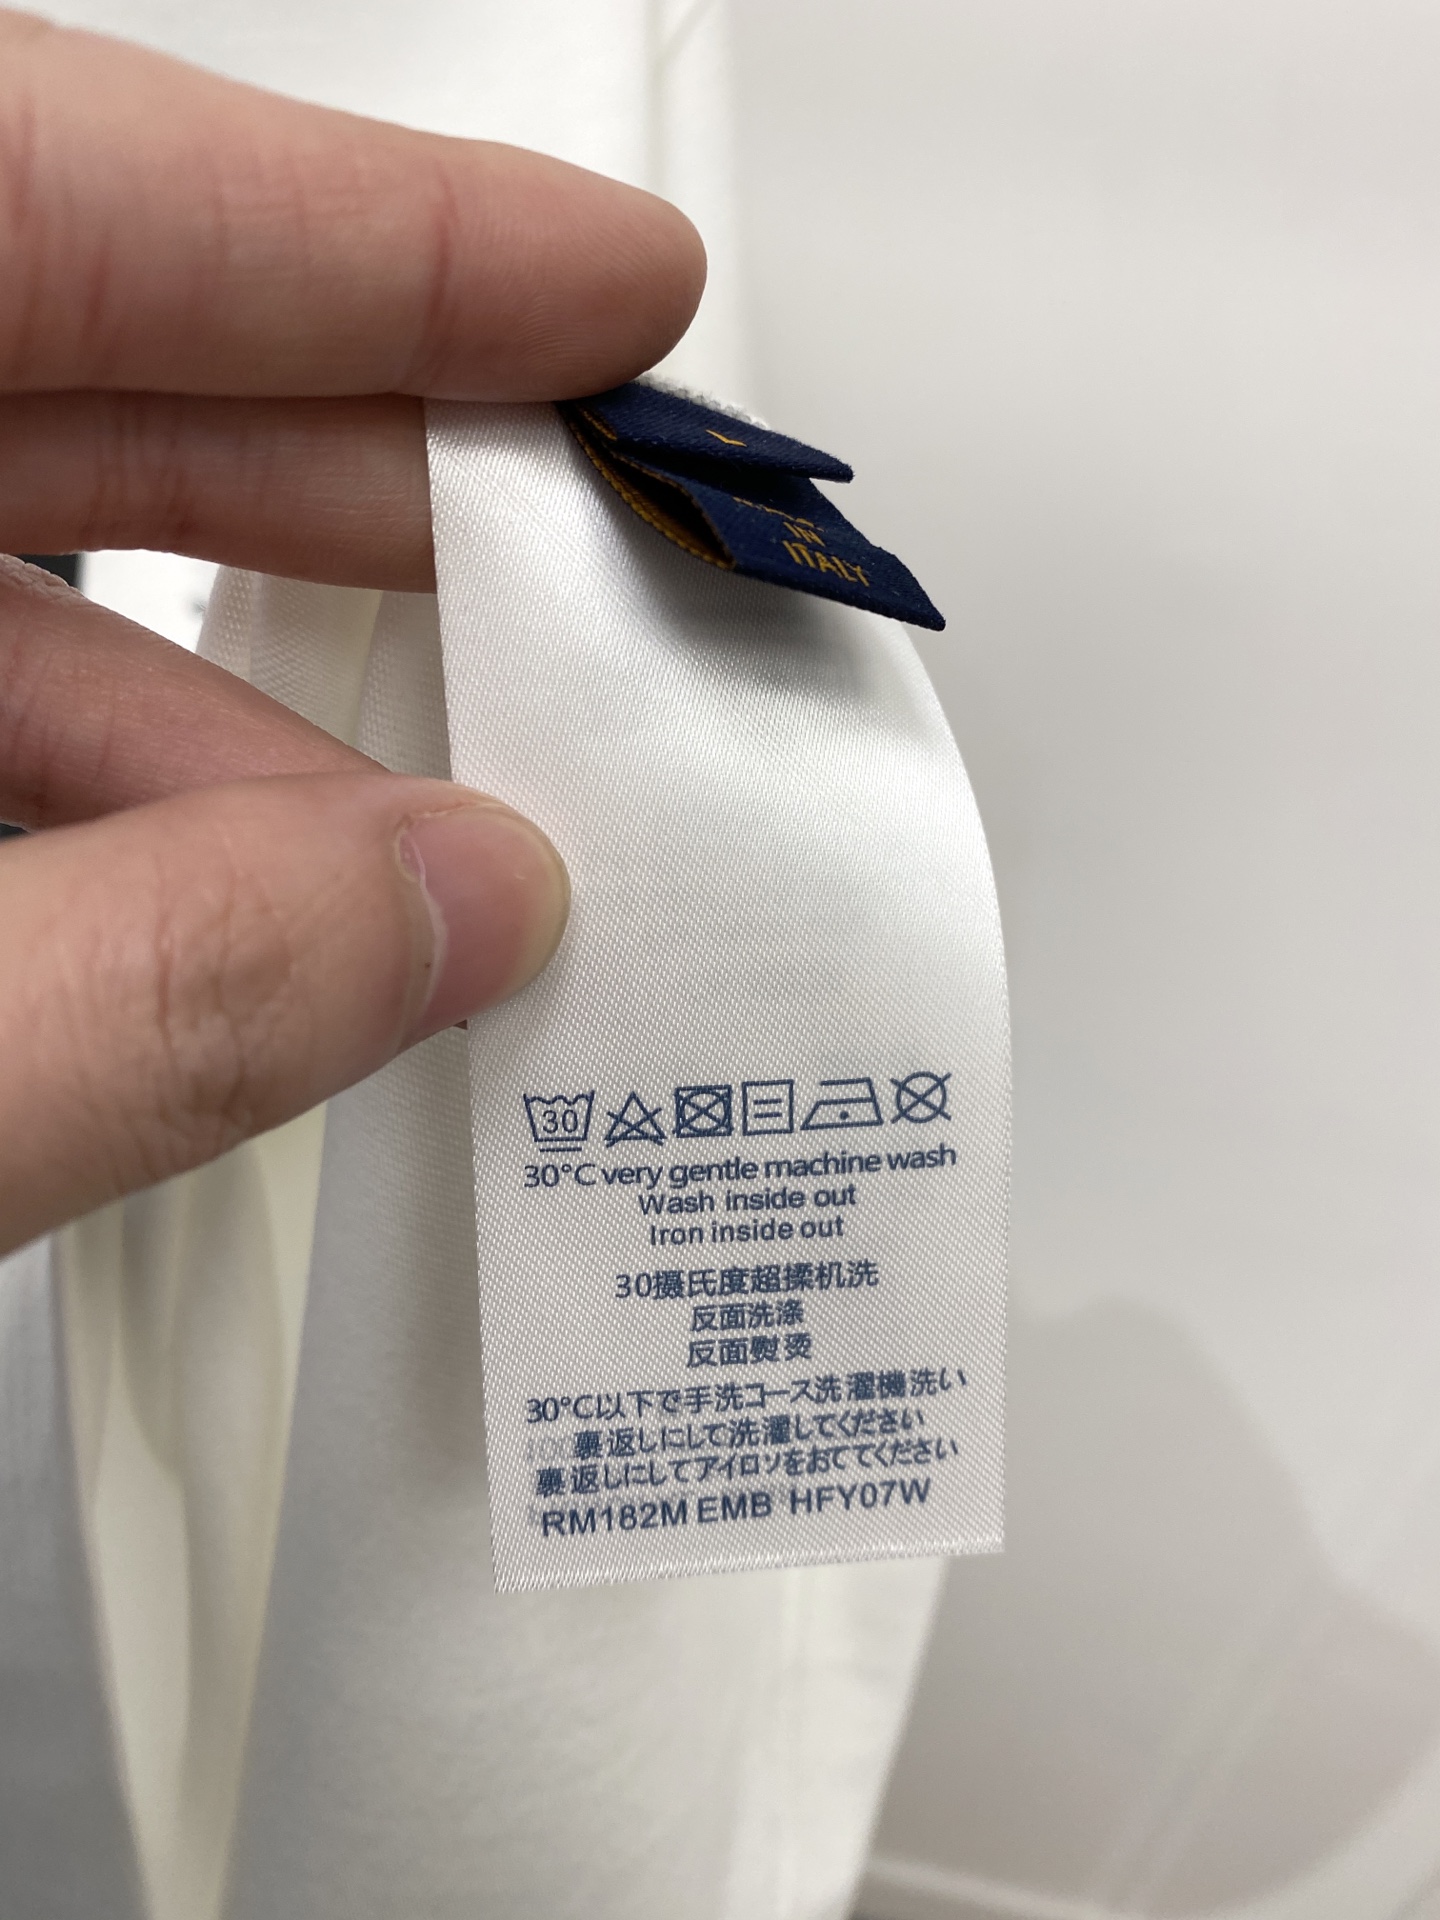 IN
ITALY
30
30°C very gentle machine wash
Wash inside out
Iron inside out
30摄氏度超揉机洗
反面洗涤
反面熨烫
30°C以下で手洗コース洗濯機洗い
裏返しにして洗濯してください
裏返しにしてアイロソをおててください
RM182M EMB HFY07W